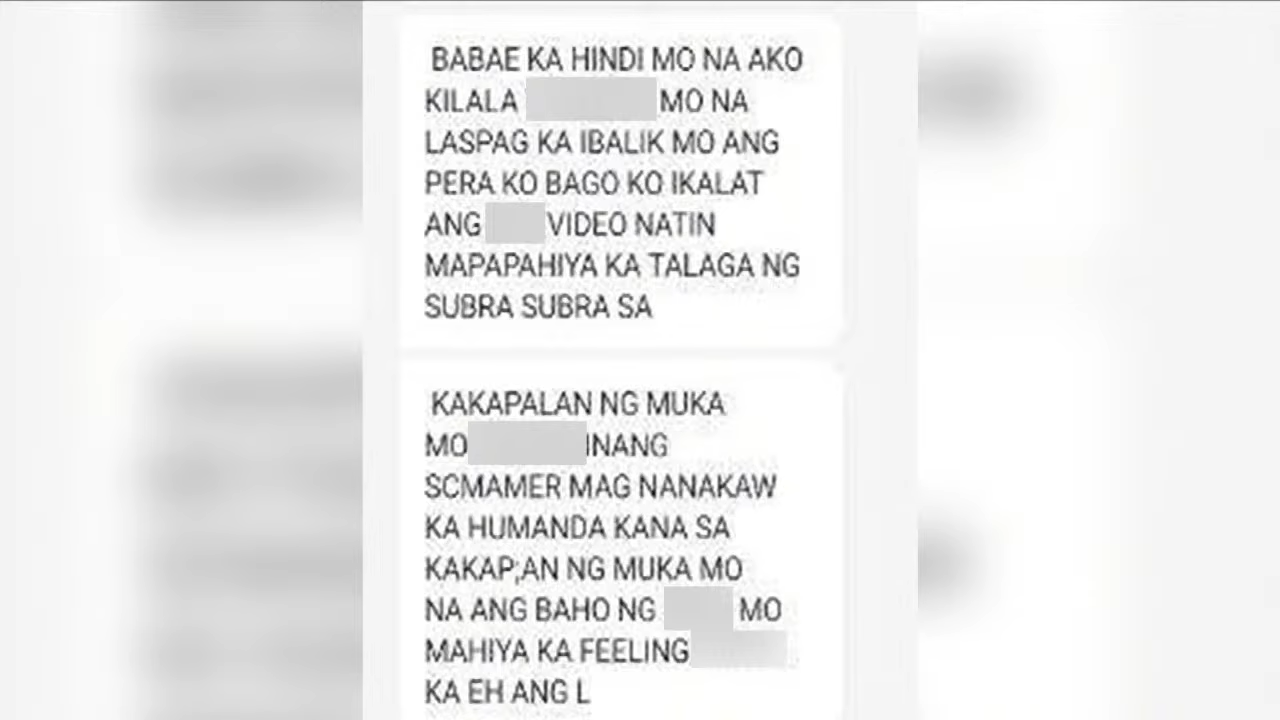 BABAE KA HINDI MO NA AKO
KILALA MO NA
LASPAG KA IBALIK MO ANG
PERA KO BAGO KO IKALAT
ANG VIDEO NATIN
MAPAPAHIYA KA TALAGA NG
SUBRA SUBRA SA
KAKAPALAN NG MUKA
MO INANG
SCMAMER MAG NANAKAW
KA HUMANDA KANA SA
KAKAP;AN NG MUKA MO
NA ANG BAHO NG MO
MAHIYA KA FEELING
KA EH ANG L